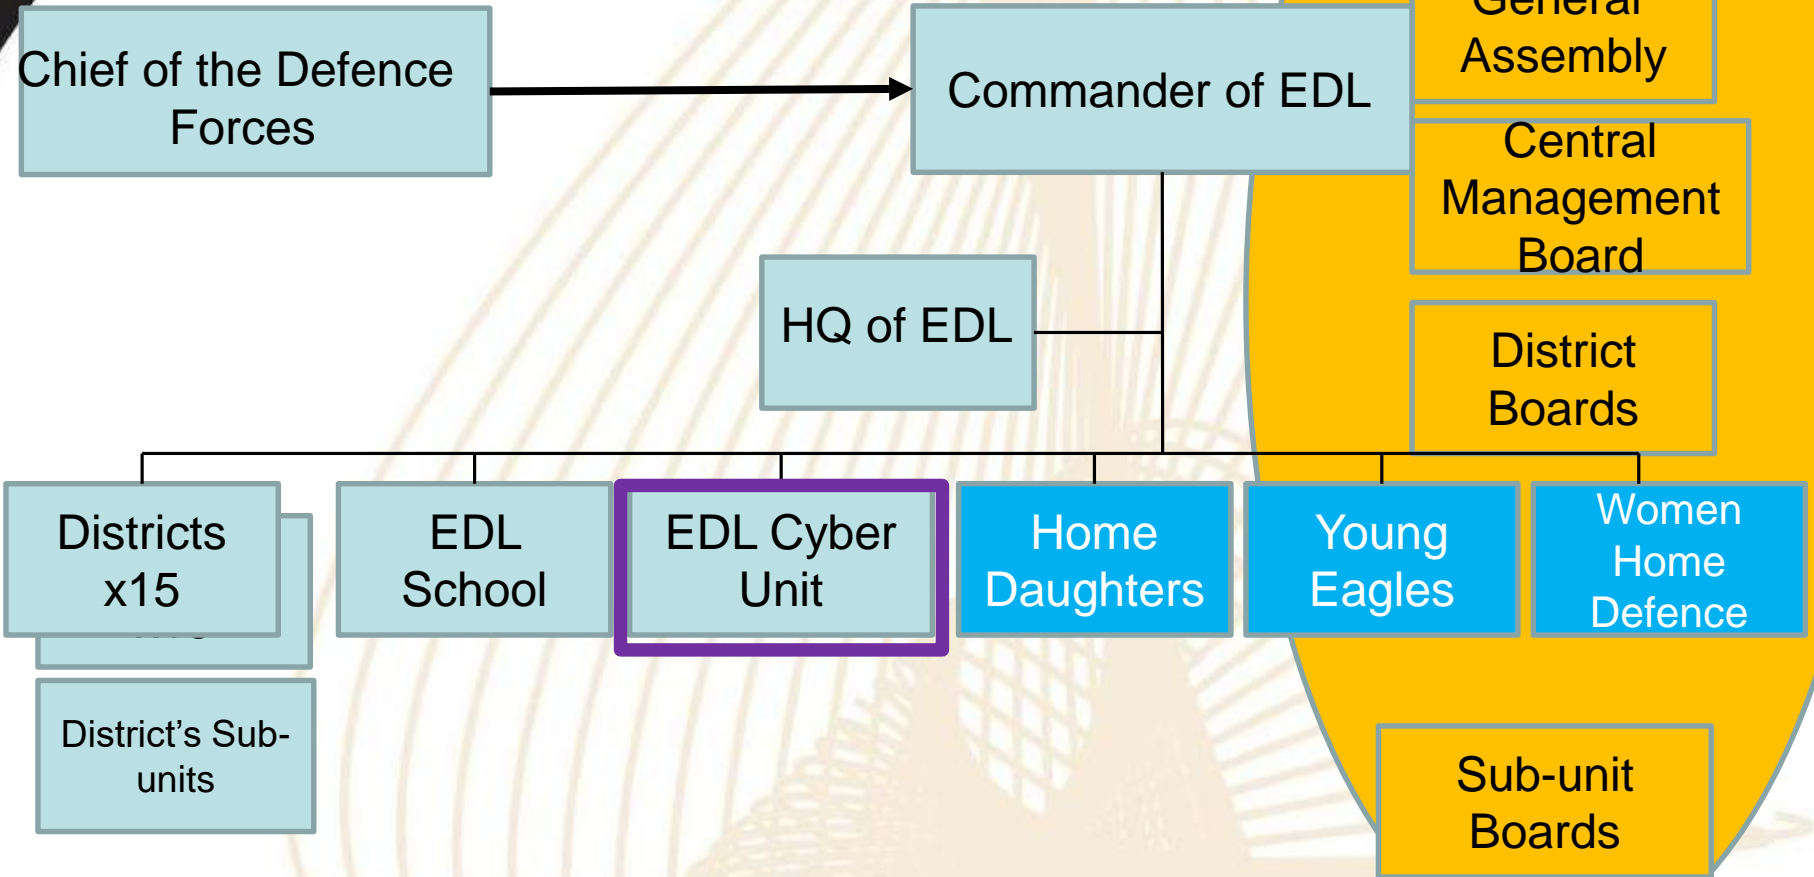 Chief of the Defence
Forces
Commander of EDL
General
Assembly
Central
Management
Board
HQ of EDL
District
Boards
Districts
x15
EDL
School
EDL Cyber
Unit
Home
Daughters
Young
Eagles
Women
Home
Defence
District’s Sub-
units
Sub-unit
Boards